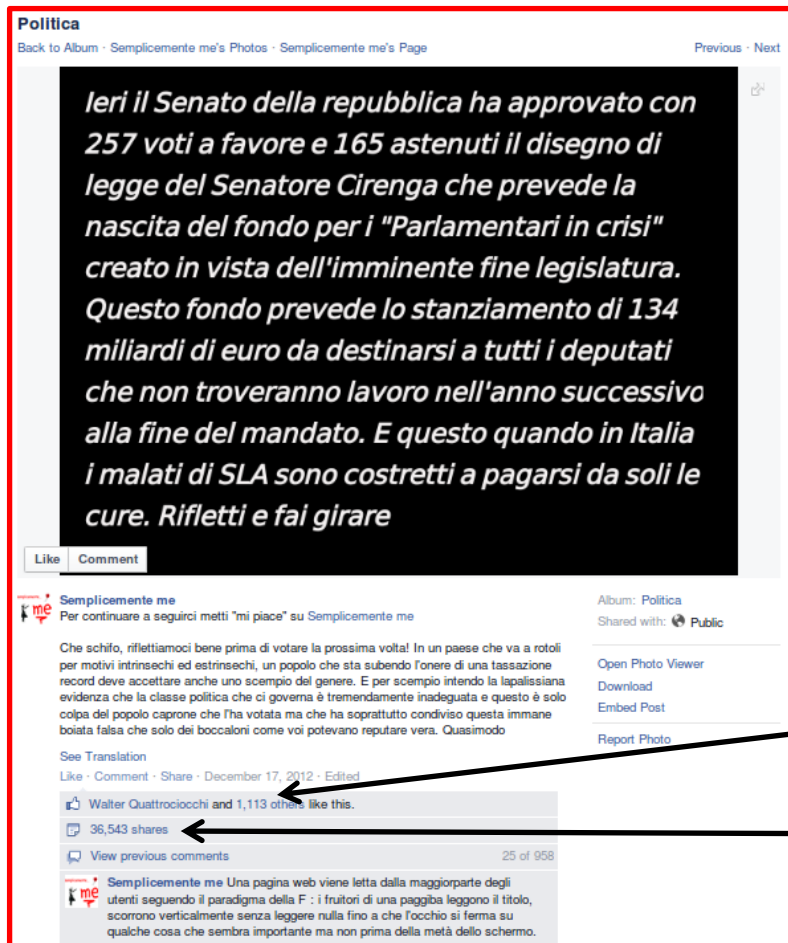 Politica
Back to Album · Semplicemente me's Photos · Semplicemente me's Page
Previous · Next
Ieri il Senato della repubblica ha approvato con
257 voti a favore e 165 astenuti il disegno di
legge del Senatore Cirenga che prevede la
nascita del fondo per i "Parlamentari in crisi"
creato in vista dell'imminente fine legislatura.
Questo fondo prevede lo stanziamento di 134
miliardi di euro da destinarsi a tutti i deputati
che non troveranno lavoro nell'anno successivo
alla fine del mandato. E questo quando in Italia
i malati di SLA sono costretti a pagarsi da soli le
cure. Rifletti e fai girare
Like Comment
me
Semplicemente me
Per continuare a seguirci metti "mi piace" su Semplicemente me
Che schifo, riflettiamoci bene prima di votare la prossima volta! In un paese che va a rotoli
per motivi intrinsechi ed estrinsechi, un popolo che sta subendo l'onere di una tassazione
record deve accettare anche uno scempio del genere. E per scempio intendo la lapalissiana
evidenza che la classe politica che ci governa è tremendamente inadeguata e questo è solo
colpa del popolo caprone che l'ha votata ma che ha soprattutto condiviso questa immane
boiata falsa che solo dei boccaloni come voi potevano reputare vera. Quasimodo
See Translation
Like · Comment · Share · December 17, 2012 · Edited
Album: Politica
Shared with: Public
Open Photo Viewer
Download
Embed Post
Report Photo
Walter Quattrociocchi and 1,113 others like this.
36,543 shares
View previous comments
25 of 958
me
Semplicemente me Una pagina web viene letta dalla maggiorparte degli
utenti seguendo il paradigma della F : i fruitori di una paggiba leggono il titolo,
scorrono verticalmente senza leggere nulla fino a che l'occhio si ferma su
qualche cosa che sembra importante ma non prima della metà dello schermo.